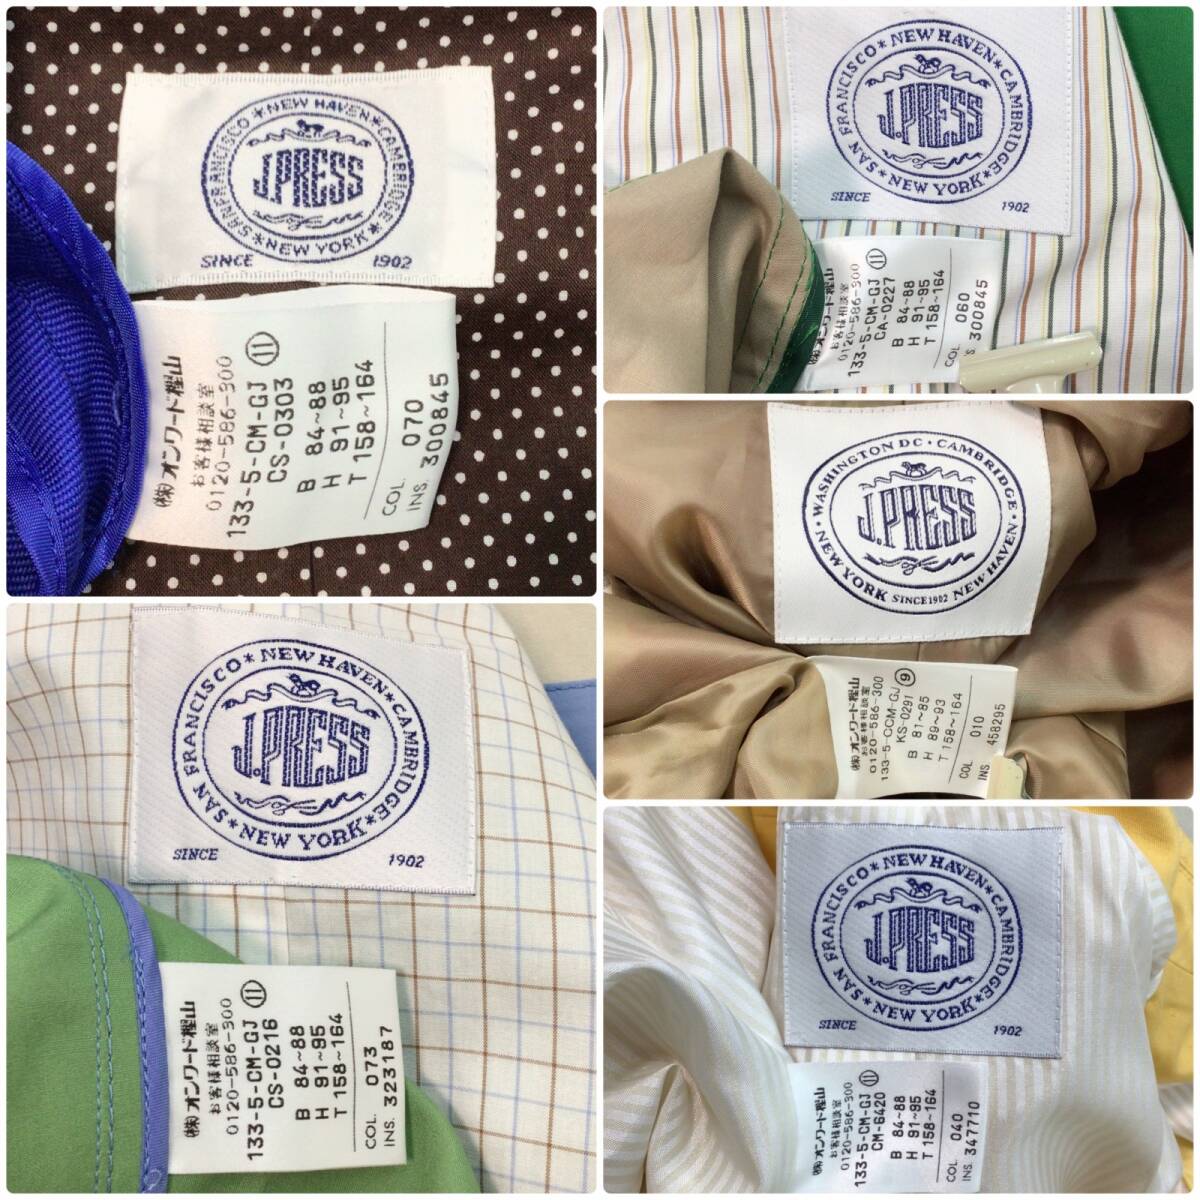 SANFRANCISCO*NEW HAVEN*CAMBRIDGE*NEW YORK*
J.PRESS
SINCE 1902
(株)オンワード樫山
お客様相談室
0120-586-300
133-5-CM-GJ ⑪
CS-0303
B 84~88
H 91~95
T 158~164
COL. 070
INS. 300845
SAN FRANCISCO*NEW HAVEN*CAMBRIDGE*NEW YORK*
J.PRESS
SINCE 1902
(株)オンワード樫山
お客様相談室
0120-586-300
133-5-CM-GJ ⑪
CA-0227
B 84~88
H 91~95
T 158~164
COL 060
INS. 300845
WASHINGTON DC・CAMBRIDGE・NEW HAVEN
NEW YORK
J.PRESS
SINCE1902
(株)オンワード樫山
お客様相談室
0120-586-300
133-5-CCM-GJ ⑨
KS-0297
B 81~85
H 89~93
T 158~164
COL 010
INS. 458295
SAN FRANCISCO*NEW HAVEN*CAMBRIDGE*NEW YORK*
J.PRESS
SINCE 1902
(株)オンワード樫山
お客様相談室
0120-586-300
133-5-CM-GJ ⑪
CS-0216
B 84~88
H 91~95
T 158~164
COL. 073
INS. 323187
SAN FRANCISCO*NEW HAVEN*CAMBRIDGE*NEW YORK*
J.PRESS
SINCE 1902
(株)オンワード樫山
お客様相談室
0120-586-300
133-5-CM-GJ ⑪
CM-6420
B 84~88
H 91~95
T 158~164
COL 040
INS. 347710